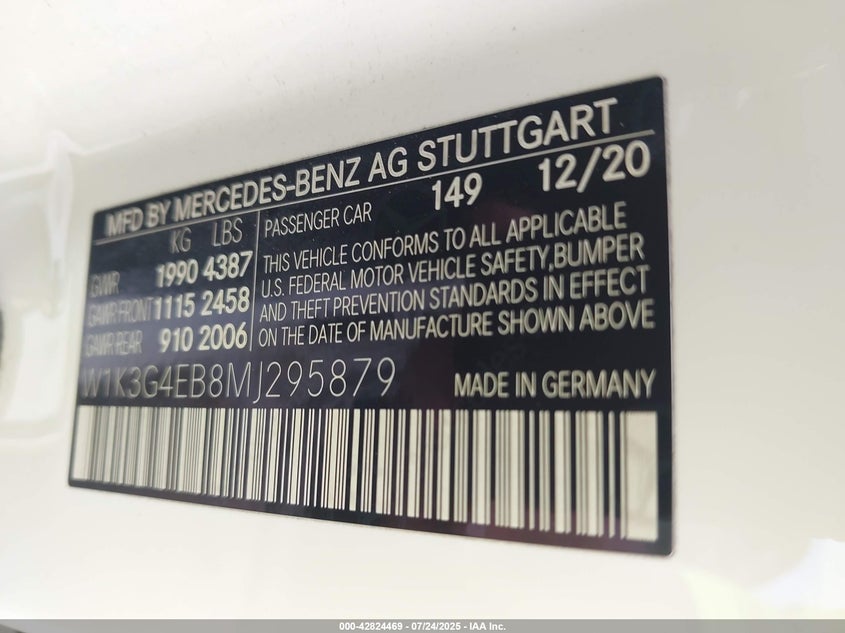 MFD BY MERCEDES-BENZ AG STUTTGART
KG LBS
GVWR 1990 4387
GAWR FRONT 1115 2458
GAWR REAR 910 2006
PASSENGER CAR 149 12/20
THIS VEHICLE CONFORMS TO ALL APPLICABLE
U.S. FEDERAL MOTOR VEHICLE SAFETY,BUMPER
AND THEFT PREVENTION STANDARDS IN EFFECT
ON THE DATE OF MANUFACTURE SHOWN ABOVE
W1K3G4EB8MJ295879
MADE IN GERMANY
000-42824469 - 07/24/2025 - IAA Inc.